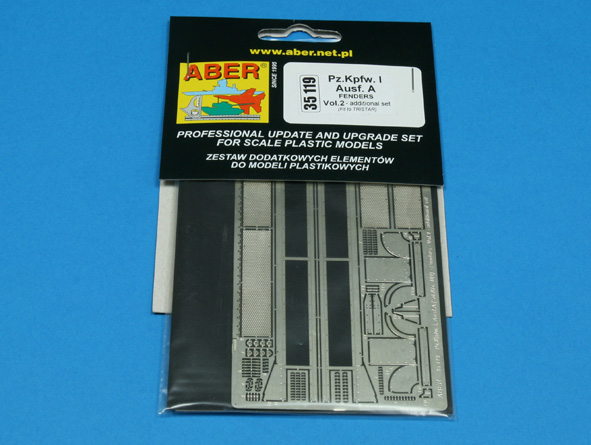 www.aber.net.pl
ABER®
SINCE 1995
35 119
Pz.Kpfw. I
Ausf. A
FENDERS
Vol.2 - additional set
(Fit to TRISTAR)
PROFESSIONAL UPDATE AND UPGRADE SET
FOR SCALE PLASTIC MODELS
ZESTAW DODATKOWYCH ELEMENTÓW
DO MODELI PLASTIKOWYCH